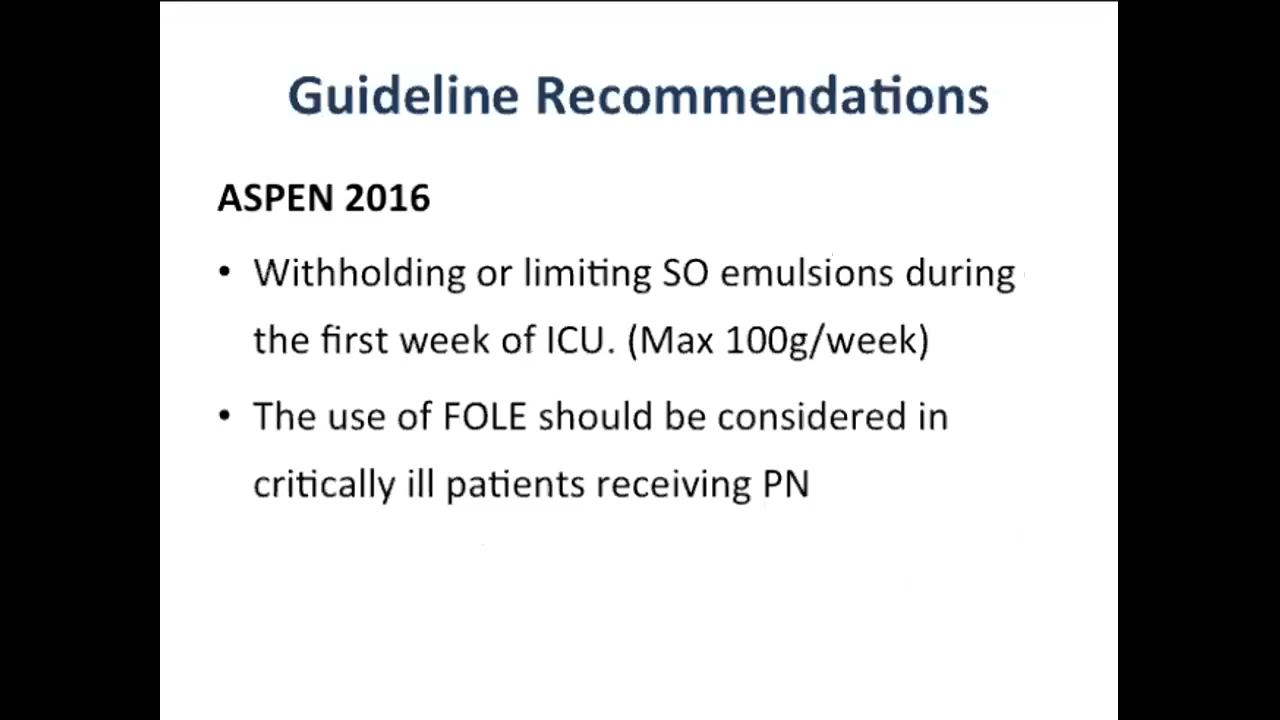 Guideline Recommendations
ASPEN 2016
• Withholding or limiting SO emulsions during
the first week of ICU. (Max 100g/week)
• The use of FOLE should be considered in
critically ill patients receiving PN